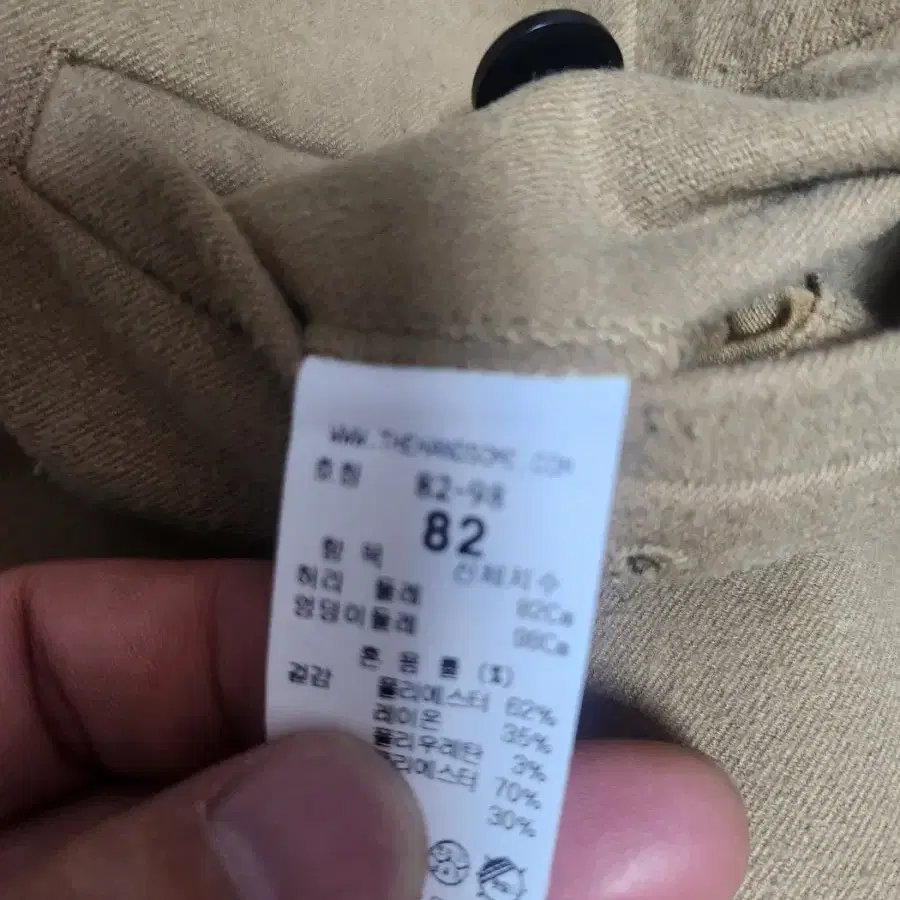 WWW.THEHANDSOME.COM
호칭 82-98
82
항 목 신체치수
허리 둘레 82Cm
엉덩이둘레 98Cm
혼 용 률 (%)
겉감 폴리에스터 62%
레이온 35%
폴리우레탄 3%
폴리에스터 70%
30%